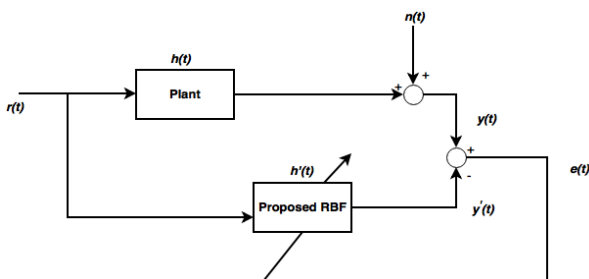 n(t)
h(t)
+
+
Plant
r(t)
y(t)
+
h'(t)
e(t)
-
Proposed RBF
y'(t)